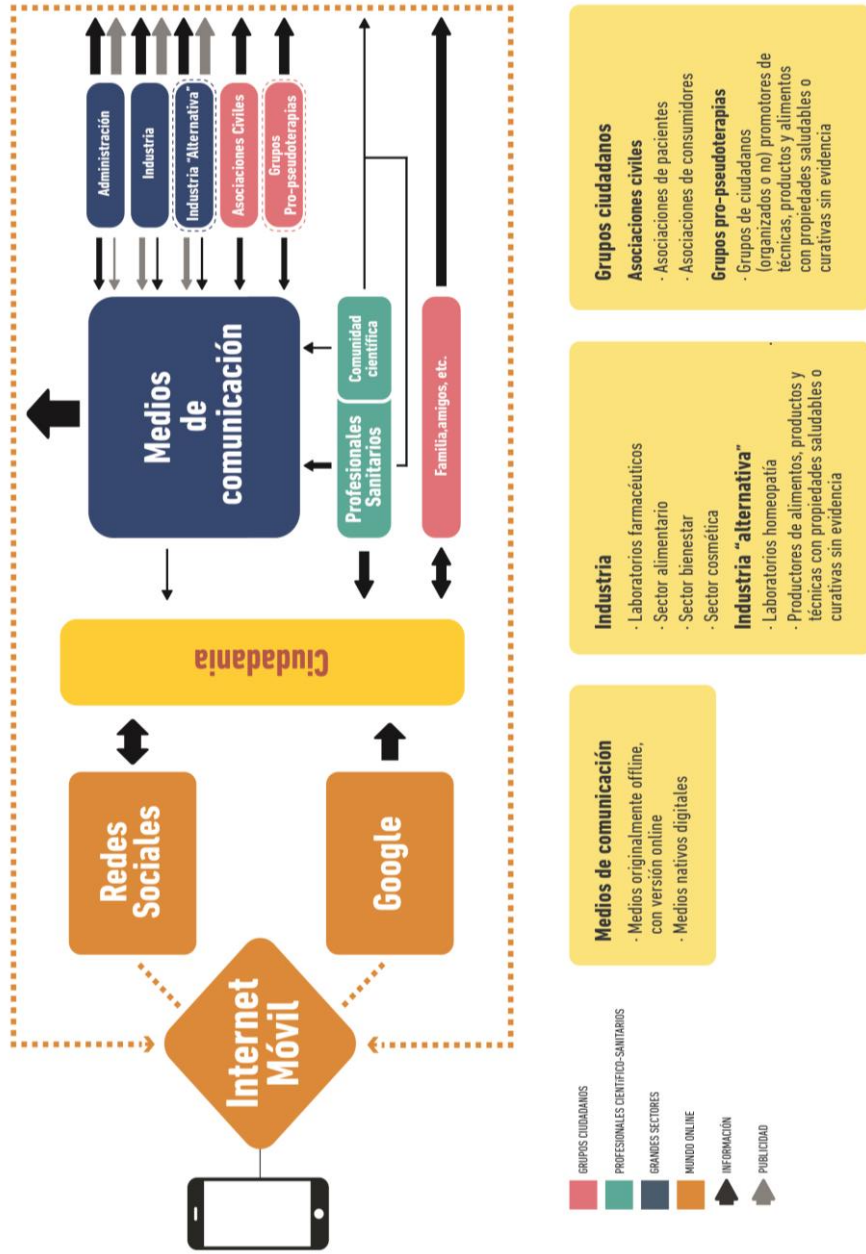 Internet
Móvil
Redes
Sociales
Google
Ciudadania
Medios
de
comunicación
Profesionales
Sanitarios
Comunidad
científica
Familia,amigos, etc.
Administración
Industria
Industria "Alternativa"
Asociaciones Civiles
Grupos
Pro-pseudoterapias
GRUPOS CIUDADANOS
PROFESIONALES CIENTÍFICO-SANITARIOS
GRANDES SECTORES
MUNDO ONLINE
INFORMACIÓN
PUBLICIDAD
Medios de comunicación
· Medios originalmente offline,
con versión online
· Medios nativos digitales
Industria
· Laboratorios farmacéuticos
· Sector alimentario
· Sector bienestar
· Sector cosmética
Industria "alternativa"
· Laboratorios homeopatía
· Productores de alimentos, productos y
técnicas con propiedades saludables o
curativas sin evidencia
Grupos ciudadanos
Asociaciones civiles
· Asociaciones de pacientes
· Asociaciones de consumidores
Grupos pro-pseudoterapias
· Grupos de ciudadanos
(organizados o no) promotores de
técnicas, productos y alimentos
con propiedades saludables o
curativas sin evidencia